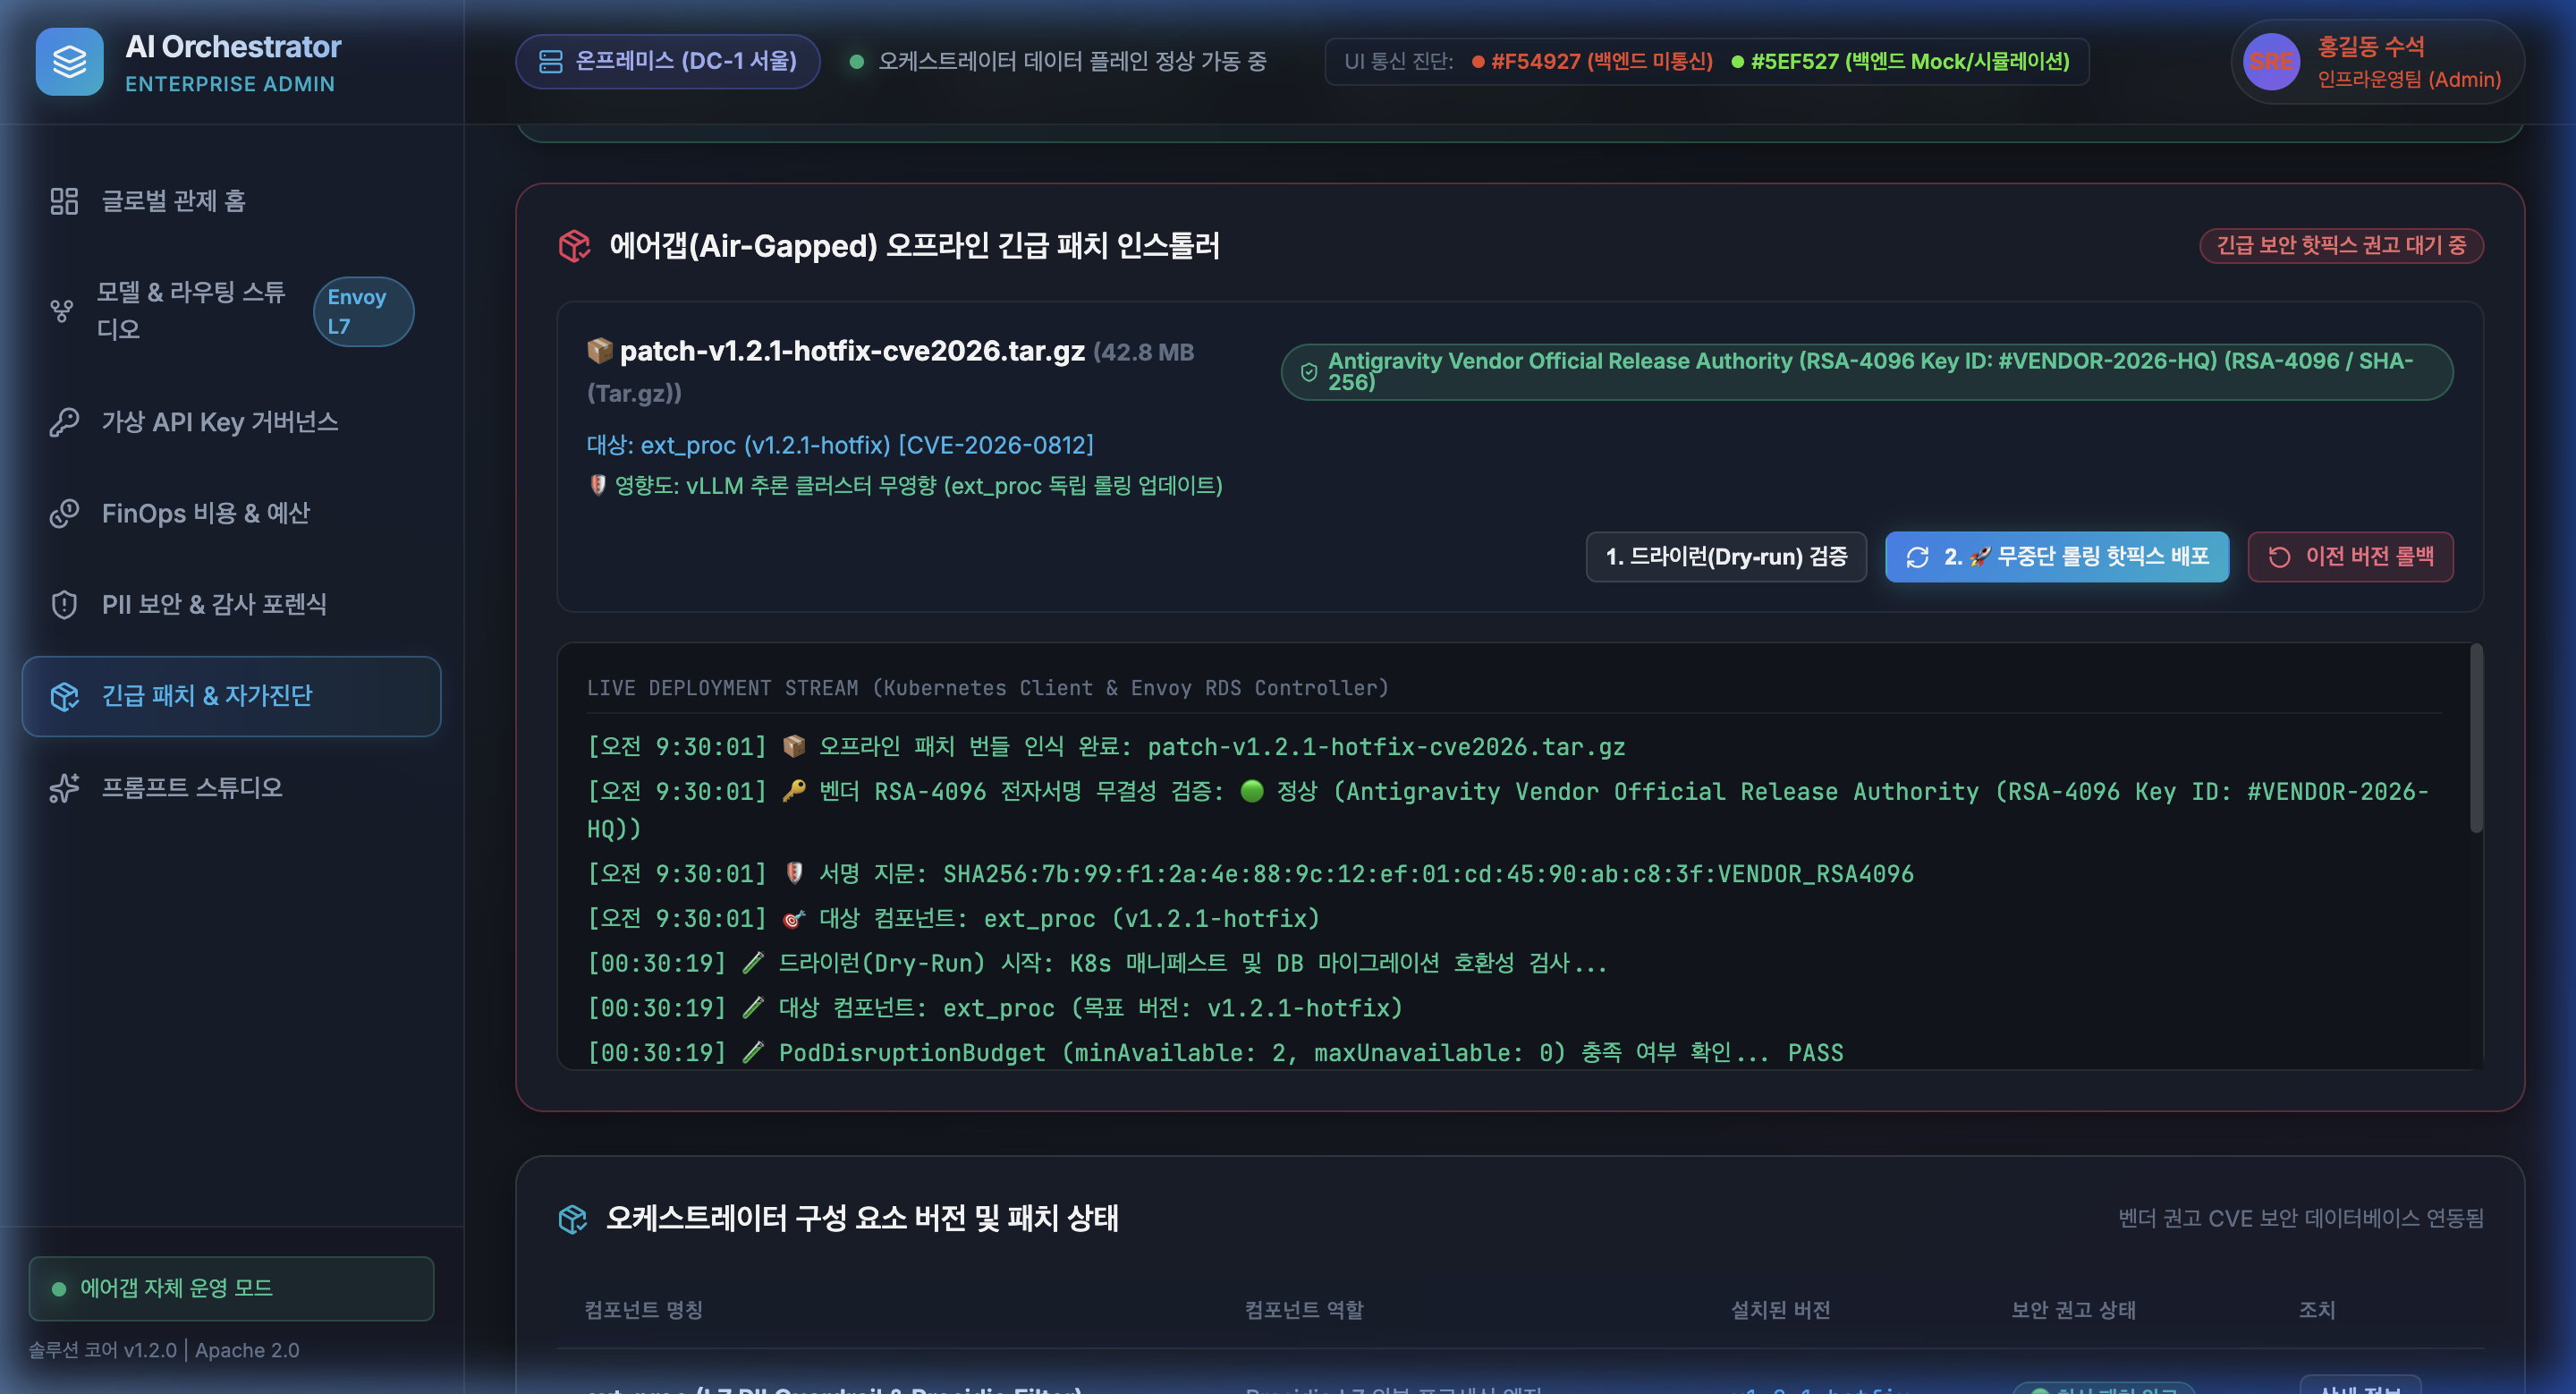 AI Orchestrator
ENTERPRISE ADMIN
온프레미스 (DC-1 서울)
오케스트레이터 데이터 플레인 정상 가동 중
UI 통신 진단: #F54927 (백엔드 미통신) #5EF527 (백엔드 Mock/시뮬레이션)
SRE
홍길동 수석
인프라운영팀 (Admin)
글로벌 관제 홈
모델 & 라우팅 스튜
디오
Envoy
L7
가상 API Key 거버넌스
FinOps 비용 & 예산
PII 보안 & 감사 포렌식
긴급 패치 & 자가진단
프롬프트 스튜디오
에어갭 자체 운영 모드
솔루션 코어 v1.2.0 | Apache 2.0
에어갭(Air-Gapped) 오프라인 긴급 패치 인스톨러
긴급 보안 핫픽스 권고 대기 중
📦 patch-v1.2.1-hotfix-cve2026.tar.gz (42.8 MB
(Tar.gz))
Antigravity Vendor Official Release Authority (RSA-4096 Key ID: #VENDOR-2026-HQ) (RSA-4096 / SHA-
256)
대상: ext_proc (v1.2.1-hotfix) [CVE-2026-0812]
🛡️ 영향도: vLLM 추론 클러스터 무영향 (ext_proc 독립 롤링 업데이트)
1. 드라이런(Dry-run) 검증
2. 🚀 무중단 롤링 핫픽스 배포
이전 버전 롤백
LIVE DEPLOYMENT STREAM (Kubernetes Client & Envoy RDS Controller)
[오전 9:30:01] 📦 오프라인 패치 번들 인식 완료: patch-v1.2.1-hotfix-cve2026.tar.gz
[오전 9:30:01] 🔑 벤더 RSA-4096 전자서명 무결성 검증: 🟢 정상 (Antigravity Vendor Official Release Authority (RSA-4096 Key ID: #VENDOR-2026-
HQ))
[오전 9:30:01] 🛡️ 서명 지문: SHA256:7b:99:f1:2a:4e:88:9c:12:ef:01:cd:45:90:ab:c8:3f:VENDOR_RSA4096
[오전 9:30:01] 🎯 대상 컴포넌트: ext_proc (v1.2.1-hotfix)
[00:30:19] 🧪 드라이런(Dry-Run) 시작: K8s 매니페스트 및 DB 마이그레이션 호환성 검사...
[00:30:19] 🧪 대상 컴포넌트: ext_proc (목표 버전: v1.2.1-hotfix)
[00:30:19] 🧪 PodDisruptionBudget (minAvailable: 2, maxUnavailable: 0) 충족 여부 확인... PASS
오케스트레이터 구성 요소 버전 및 패치 상태
벤더 권고 CVE 보안 데이터베이스 연동됨
컴포넌트 명칭
컴포넌트 역할
설치된 버전
보안 권고 상태
조치